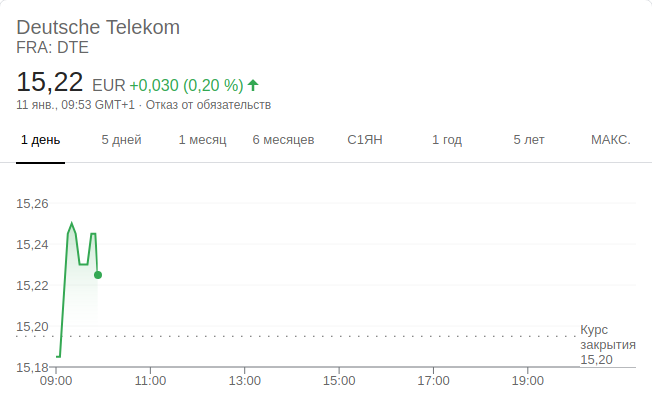 Deutsche Telekom
FRA: DTE
15,22 EUR +0,030 (0,20 %)
11 янв., 09:53 GMT+1 · Отказ от обязательств
1 день 5 дней 1 месяц 6 месяцев С1ЯН 1 год 5 лет МАКС.
15,26
15,24
15,22
15,20
15,18
Курс
закрытия
15,20
09:00 11:00 13:00 15:00 17:00 19:00